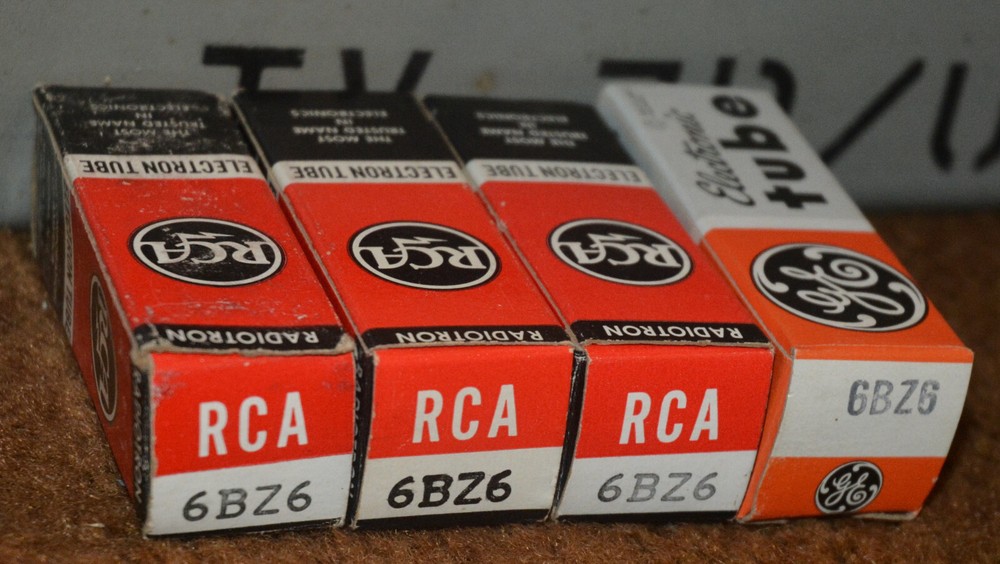 THE MOST
TRUSTED NAME
IN
ELECTRONICS
ELECTRON TUBE
RCA
RADIOTRON
RCA
6BZ6
THE MOST
TRUSTED NAME
IN
ELECTRONICS
ELECTRON TUBE
RCA
RADIOTRON
RCA
6BZ6
THE MOST
TRUSTED NAME
IN
ELECTRONICS
ELECTRON TUBE
RCA
RADIOTRON
RCA
6BZ6
Electronic
tube
GE
6BZ6
GE
RCA